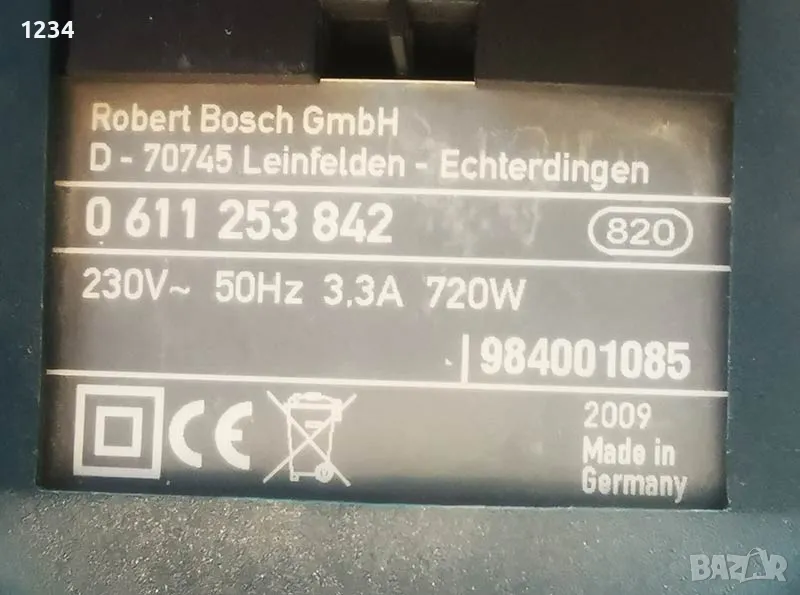 1234
Robert Bosch GmbH
D - 70745 Leinfelden - Echterdingen
0 611 253 842 820
230V~ 50Hz 3,3A 720W
984001085
CE
2009
Made in
Germany
BAZAR